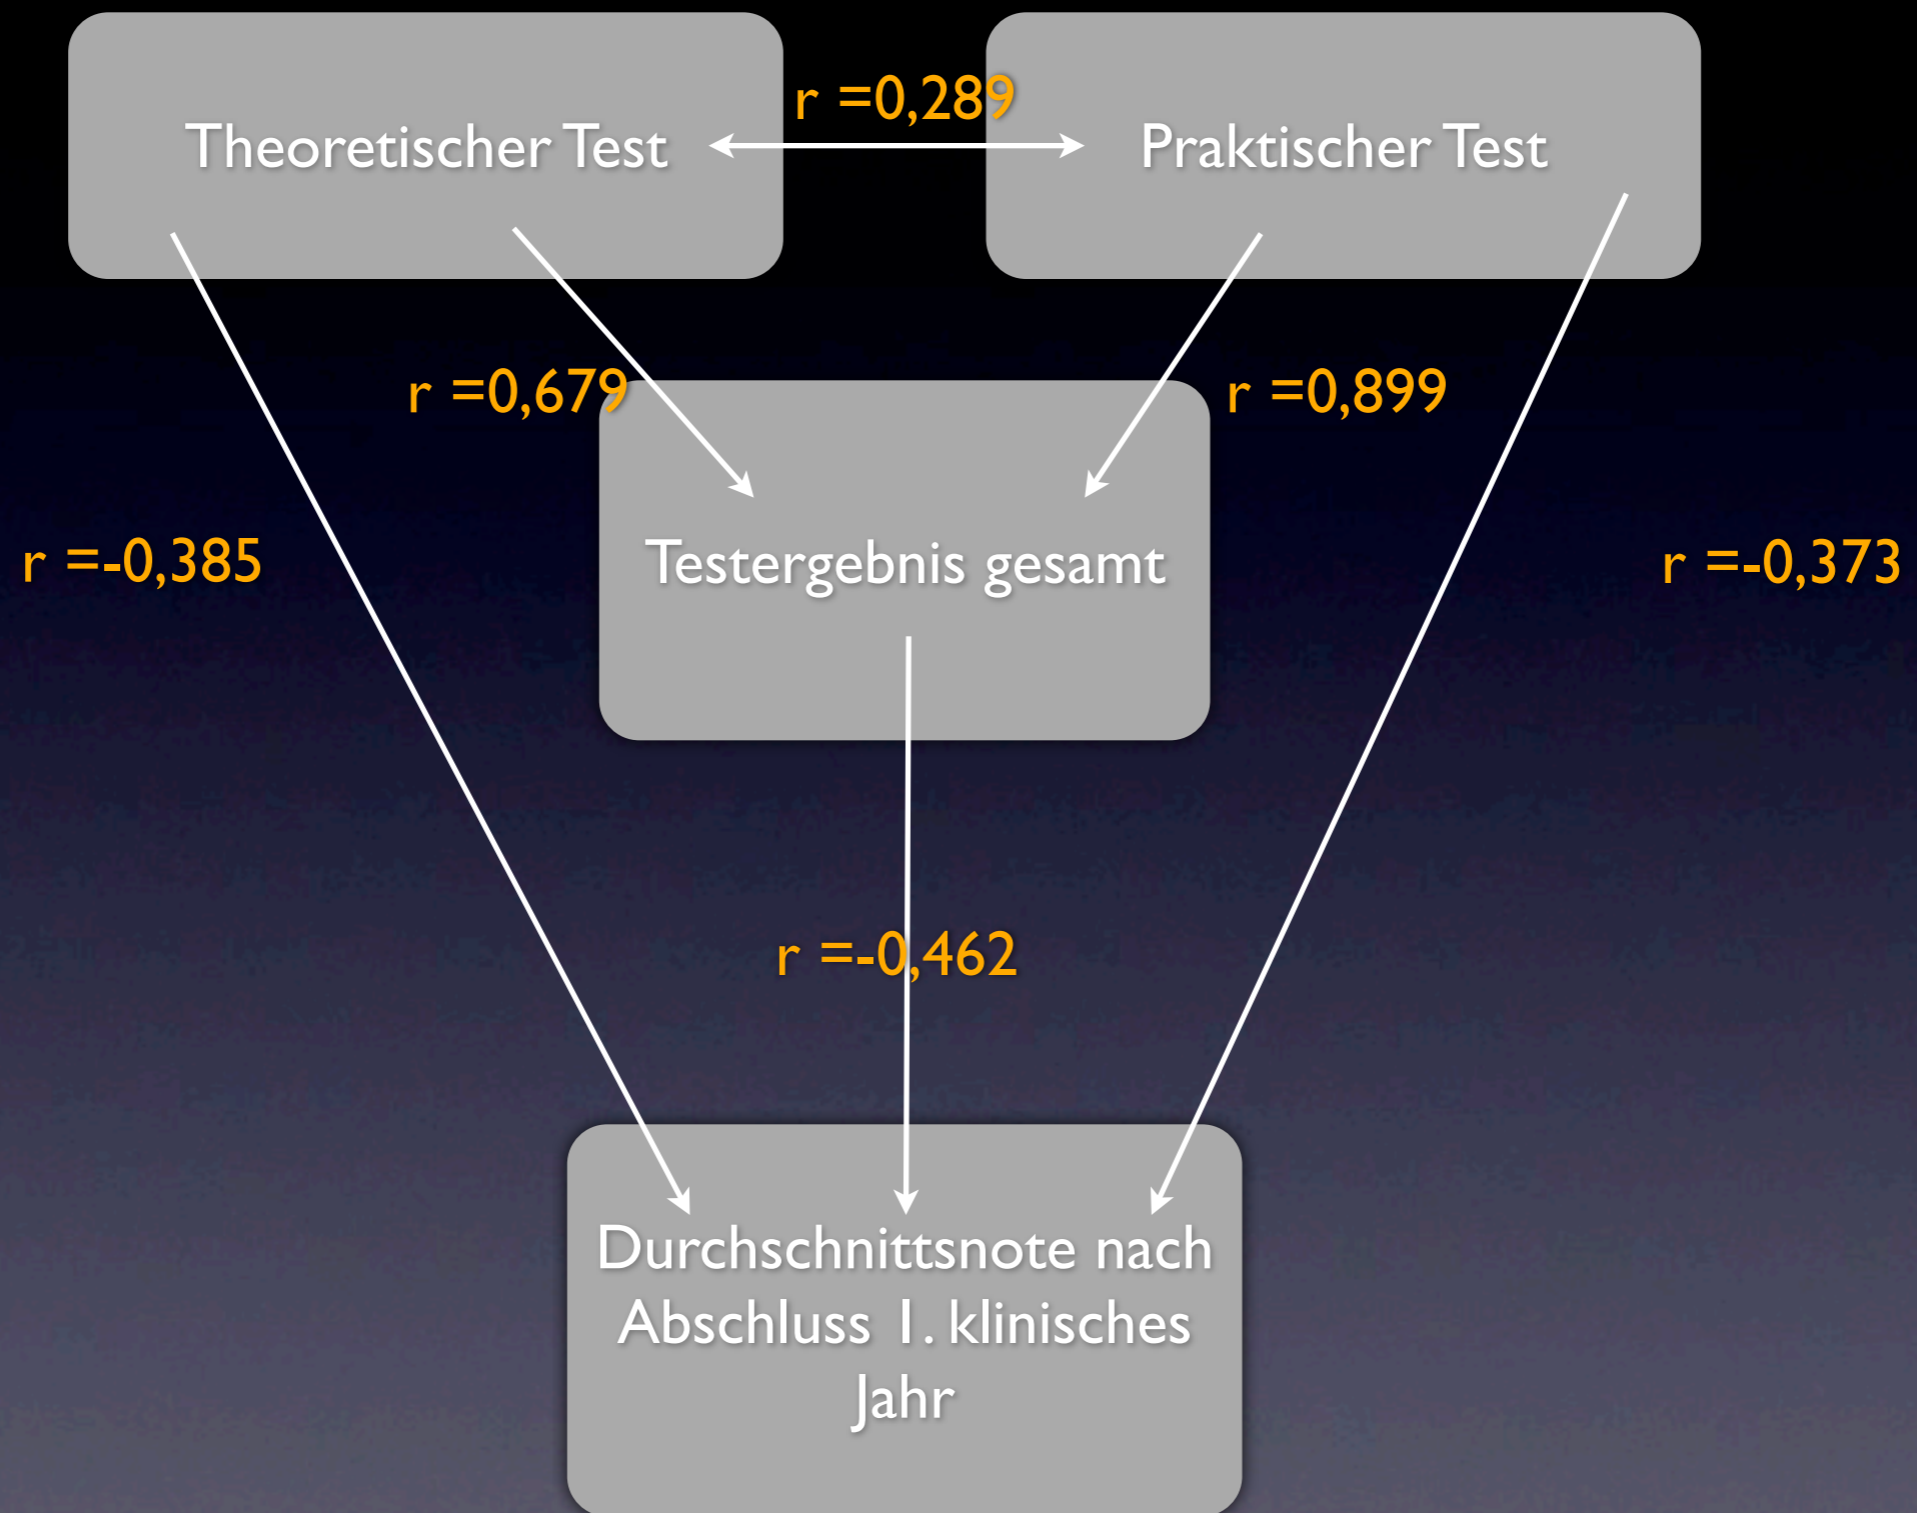 r =0,289
Theoretischer Test
Praktischer Test
r =0,679
r =0,899
r =-0,385
Testergebnis gesamt
r =-0,373
r =-0,462
Durchschnittsnote nach
Abschluss 1. klinisches
Jahr